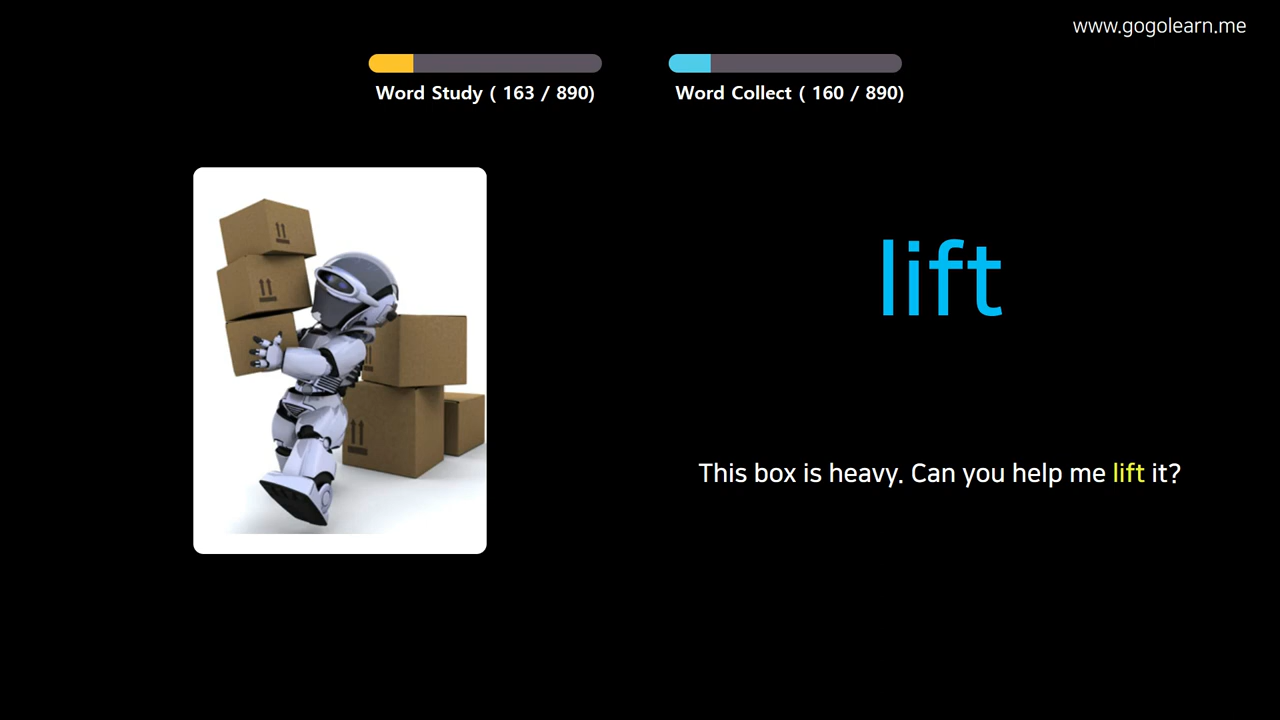 www.gogolearn.me
Word Study ( 163 / 890)
Word Collect ( 160 / 890)
lift
This box is heavy. Can you help me lift it?